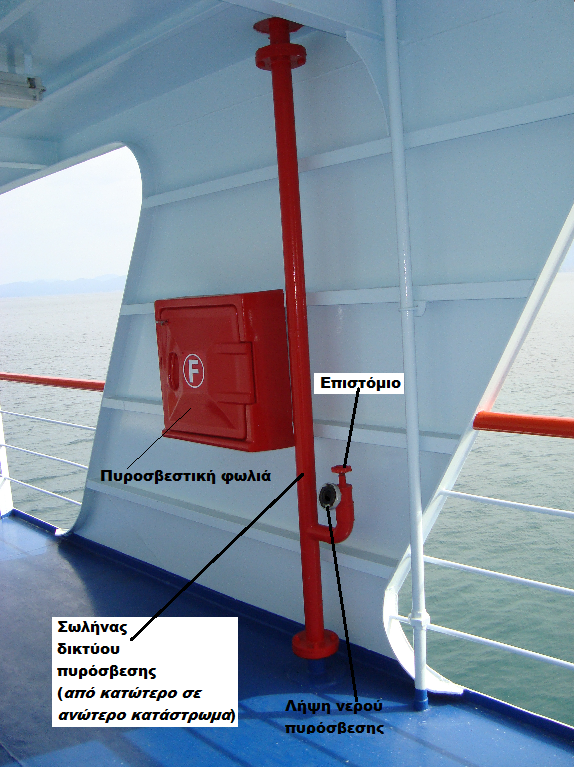 F
Επιστόμιο
Πυροσβεστική φωλιά
Σωλήνας
δικτύου
πυρόσβεσης
(από κατώτερο σε
ανώτερο κατάστρωμα)
Λήψη νερού
πυρόσβεσης